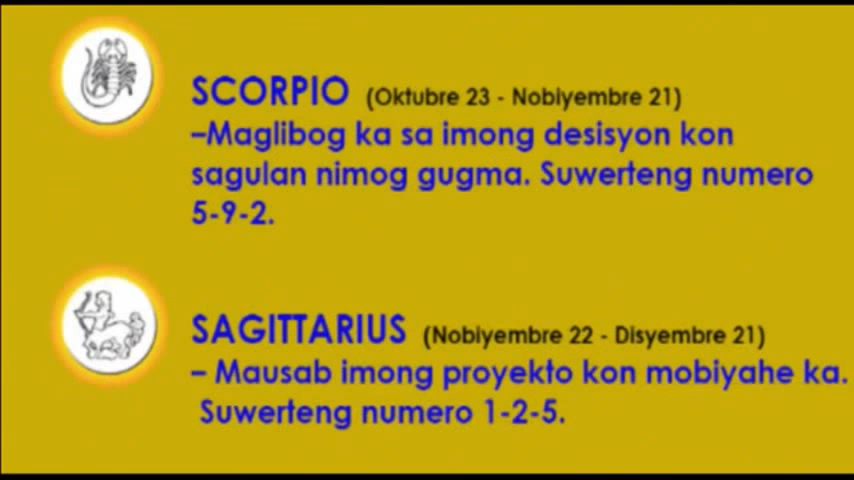 SCORPIO (Oktubre 23 - Nobiyembre 21)
–Maglibog ka sa imong desisyon kon
sagulan nimog gugma. Suwerteng numero
5-9-2.
SAGITTARIUS (Nobiyembre 22 - Disyembre 21)
– Mausab imong proyekto kon mobiyahe ka.
Suwerteng numero 1-2-5.